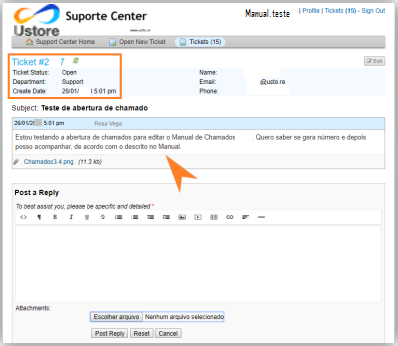 Ustore
Suporte Center
www.usto.re
Manual.teste | Profile | Tickets (15) - Sign Out
Support Center Home Open New Ticket Tickets (15)
Ticket #2 7
Edit
Ticket Status: Open Name:
Department: Support Email: @usto.re
Create Date: 26/01/ 5:01 pm Phone:
Subject: Teste de abertura de chamado
26/01/20 5:01 pm Rosa Vega
Estou testando a abertura de chamados para editar o Manual de Chamados . Quero saber se gera número e depois
posso acompanhar, de acordo com o descrito no Manual.
Chamados3.4.png (11.3 kb)
Post a Reply
To best assist you, please be specific and detailed *
Attachments:
Escolher arquivo Nenhum arquivo selecionado
Post Reply Reset Cancel